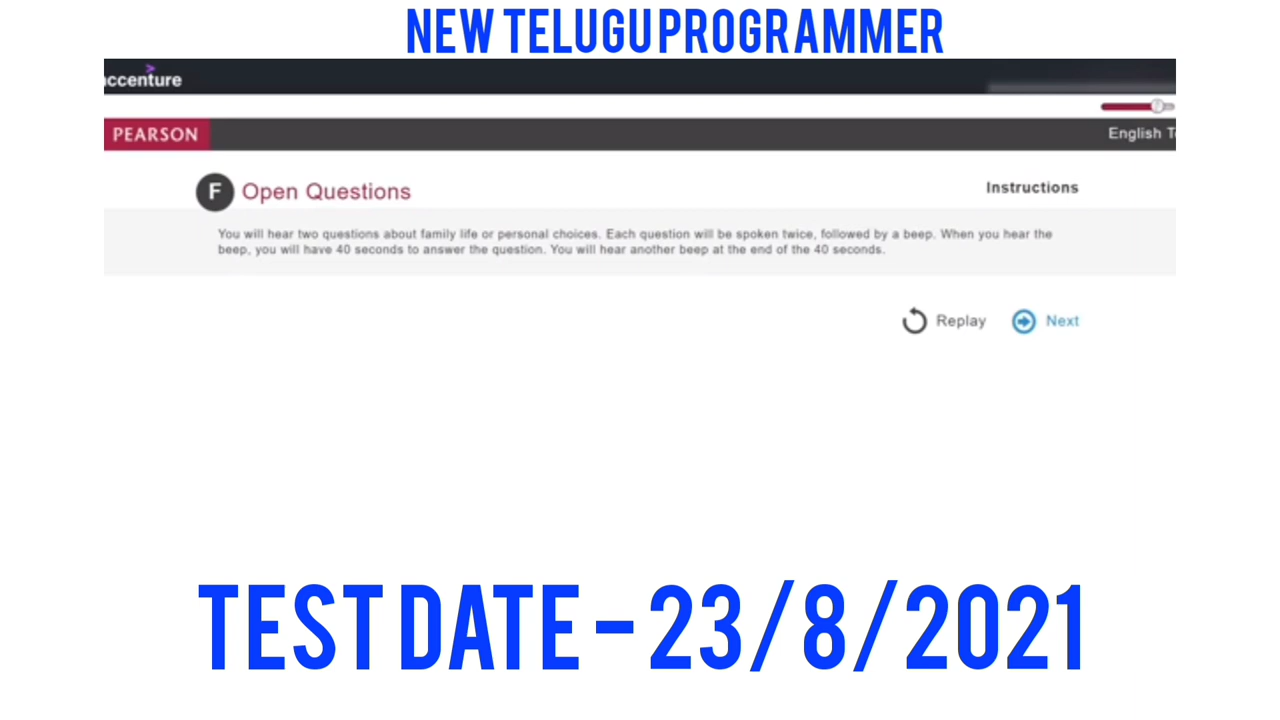 NEW TELUGU PROGRAMMER
accenture
PEARSON
English T
F Open Questions
Instructions
You will hear two questions about family life or personal choices. Each question will be spoken twice, followed by a beep. When you hear the
beep, you will have 40 seconds to answer the question. You will hear another beep at the end of the 40 seconds.
Replay Next
TEST DATE - 23/8/2021